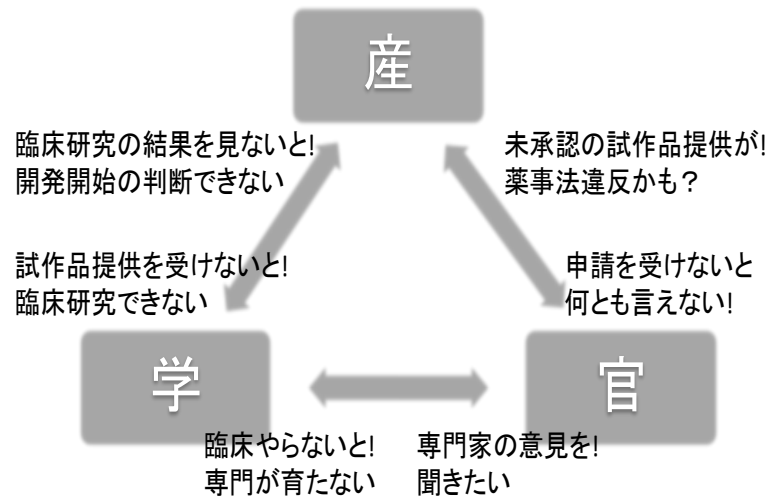 産
臨床研究の結果を見ないと!
開発開始の判断できない
未承認の試作品提供が!
薬事法違反かも？
試作品提供を受けないと!
臨床研究できない
申請を受けないと
何とも言えない!
学
官
臨床やらないと!
専門が育たない
専門家の意見を!
聞きたい